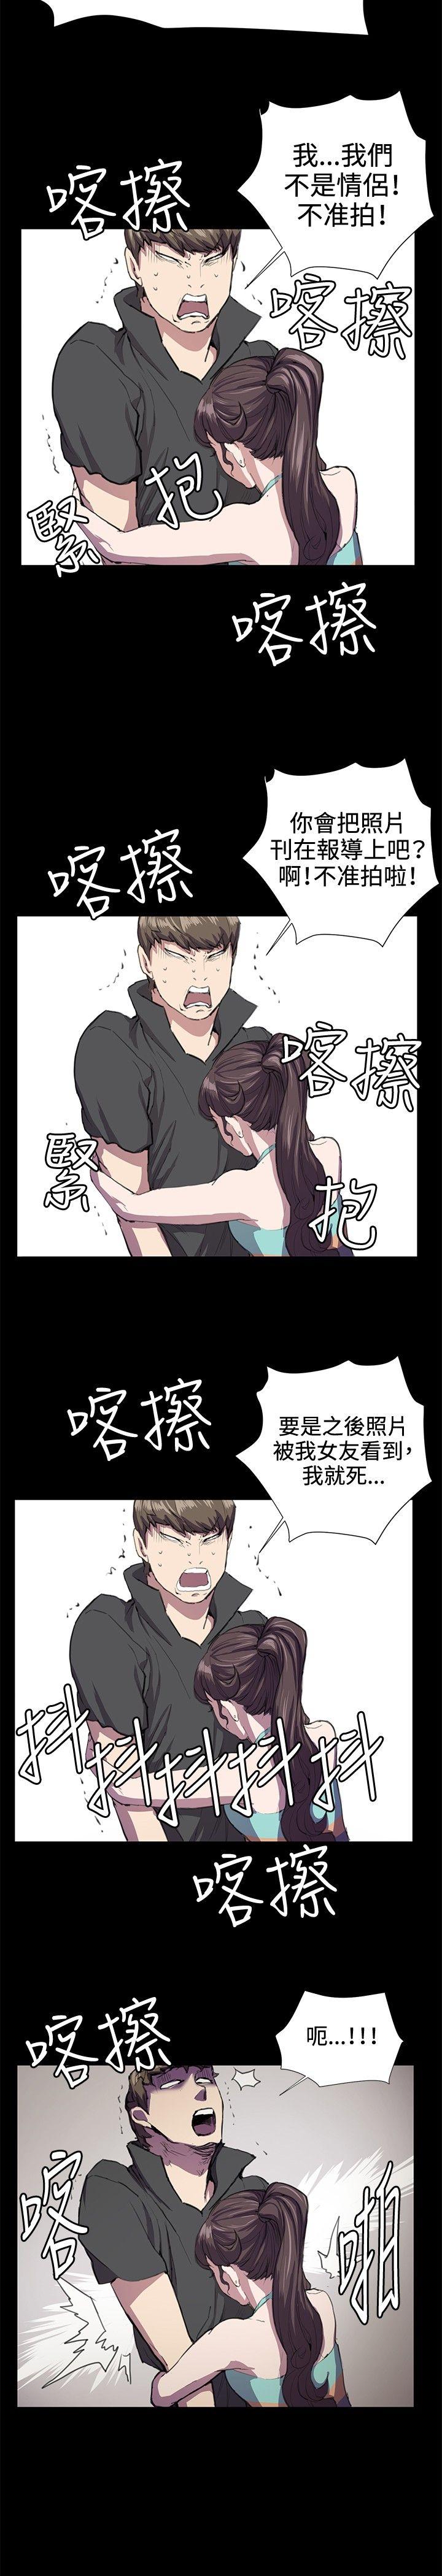 我...我們
不是情侶!
不准拍!
喀擦
喀擦
抱
緊
喀擦
你會把照片
刊在報導上吧?
啊!不准拍啦!
喀擦
喀擦
緊
抱
要是之後照片
被我女友看到,
我就死...
喀擦
抖抖抖抖抖
喀擦
呃...!!!
喀擦
喀
啪